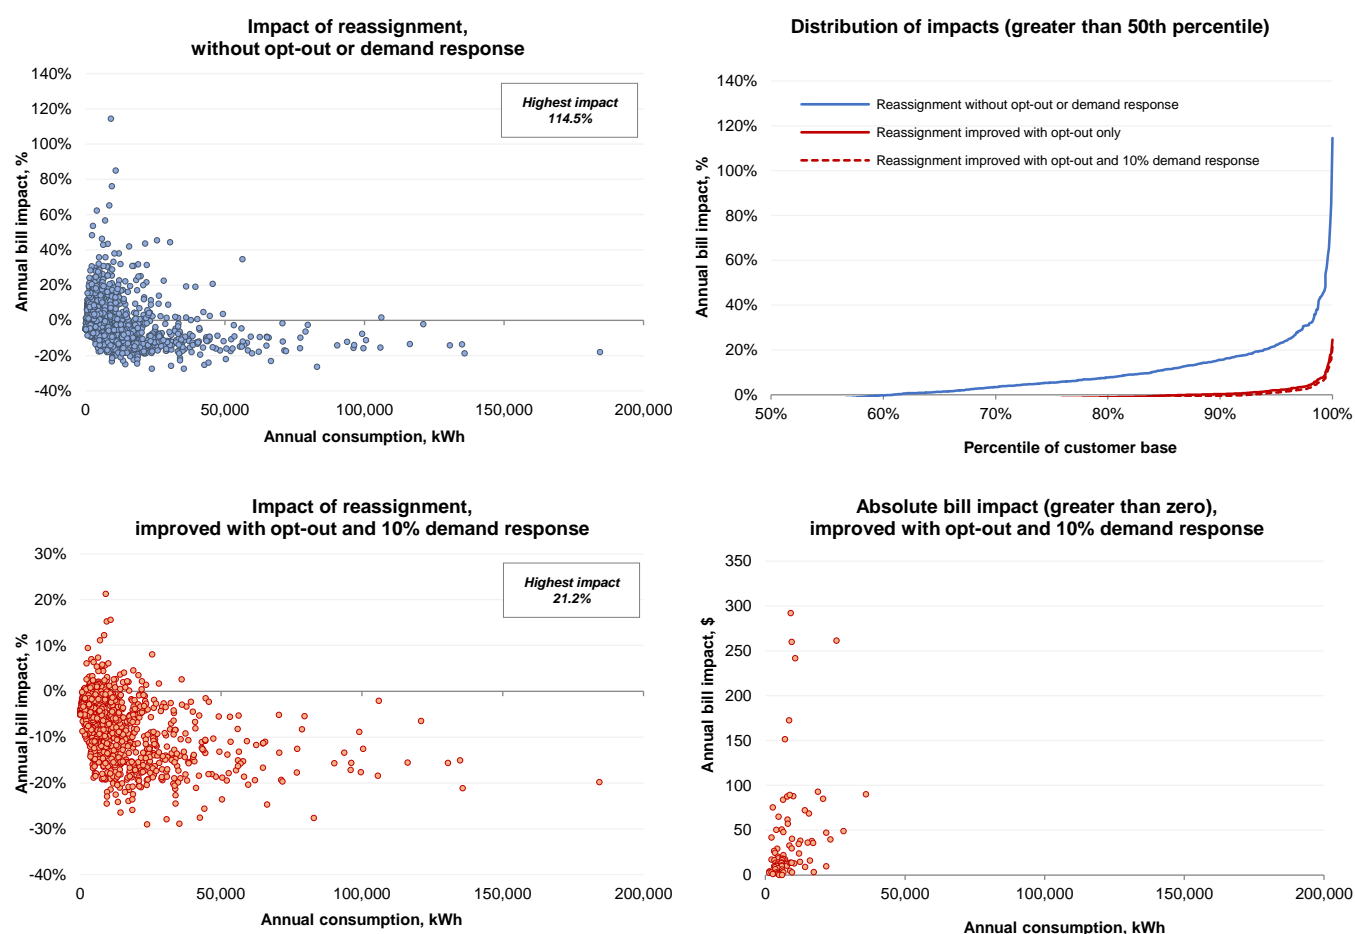 Impact of reassignment,
without opt-out or demand response
Annual bill impact, %
140%
120%
100%
80%
60%
40%
20%
0%
-20%
-40%
Highest impact
114.5%
0
50,000
100,000
150,000
200,000
Annual consumption, kWh
Distribution of impacts (greater than 50th percentile)
Annual bill impact, %
140%
120%
100%
80%
60%
40%
20%
0%
Reassignment without opt-out or demand response
Reassignment improved with opt-out only
Reassignment improved with opt-out and 10% demand response
50%
60%
70%
80%
90%
100%
Percentile of customer base
Impact of reassignment,
improved with opt-out and 10% demand response
Annual bill impact, %
30%
20%
10%
0%
-10%
-20%
-30%
-40%
Highest impact
21.2%
0
50,000
100,000
150,000
200,000
Annual consumption, kWh
Absolute bill impact (greater than zero),
improved with opt-out and 10% demand response
Annual bill impact, $
350
300
250
200
150
100
50
0
0
50,000
100,000
150,000
200,000
Annual consumption, kWh